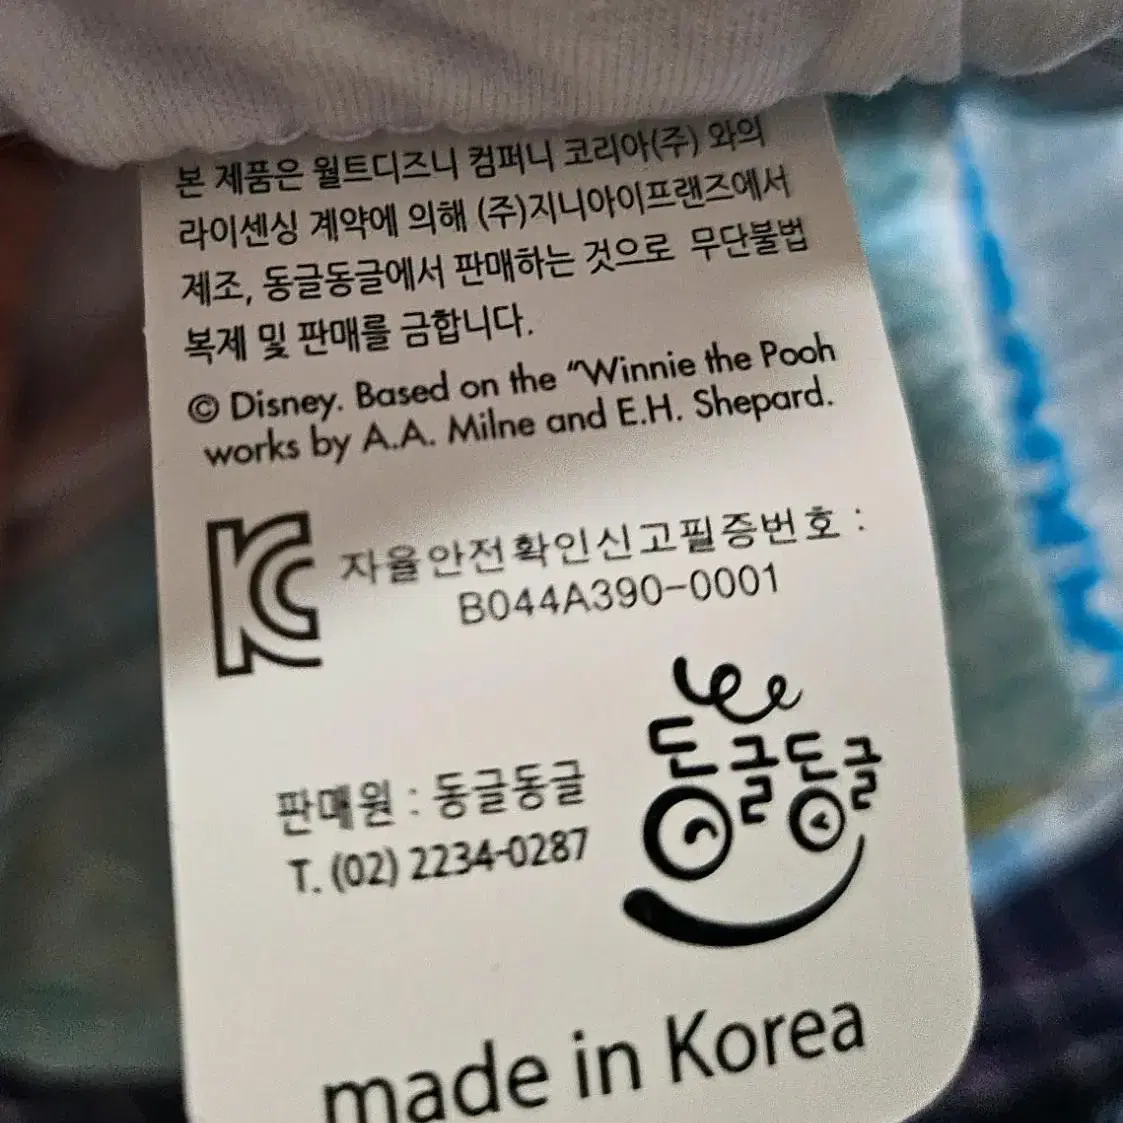 본 제품은 월트디즈니 컴퍼니 코리아(주) 와의
라이센싱 계약에 의해 (주)지니아이프랜즈에서
제조, 동글동글에서 판매하는 것으로 무단불법
복제 및 판매를 금합니다.
© Disney. Based on the “Winnie the Pooh
works by A.A. Milne and E.H. Shepard.
KC
자율안전확인신고필증번호 :
B044A390-0001
동글동글
판매원 : 동글동글
T. (02) 2234-0287
made in Korea